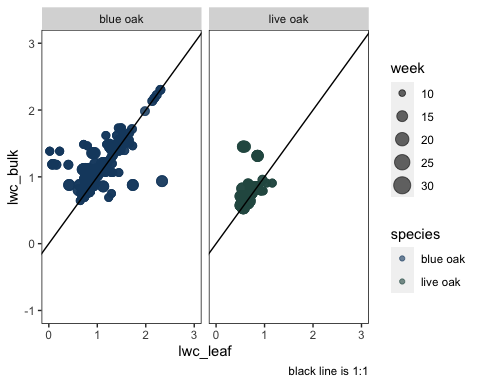 blue oak
live oak
3
2
1
0
-1
lwc_bulk
0
1
2
3
0
1
2
3
lwc_leaf
week
10
15
20
25
30
species
blue oak
live oak
black line is 1:1